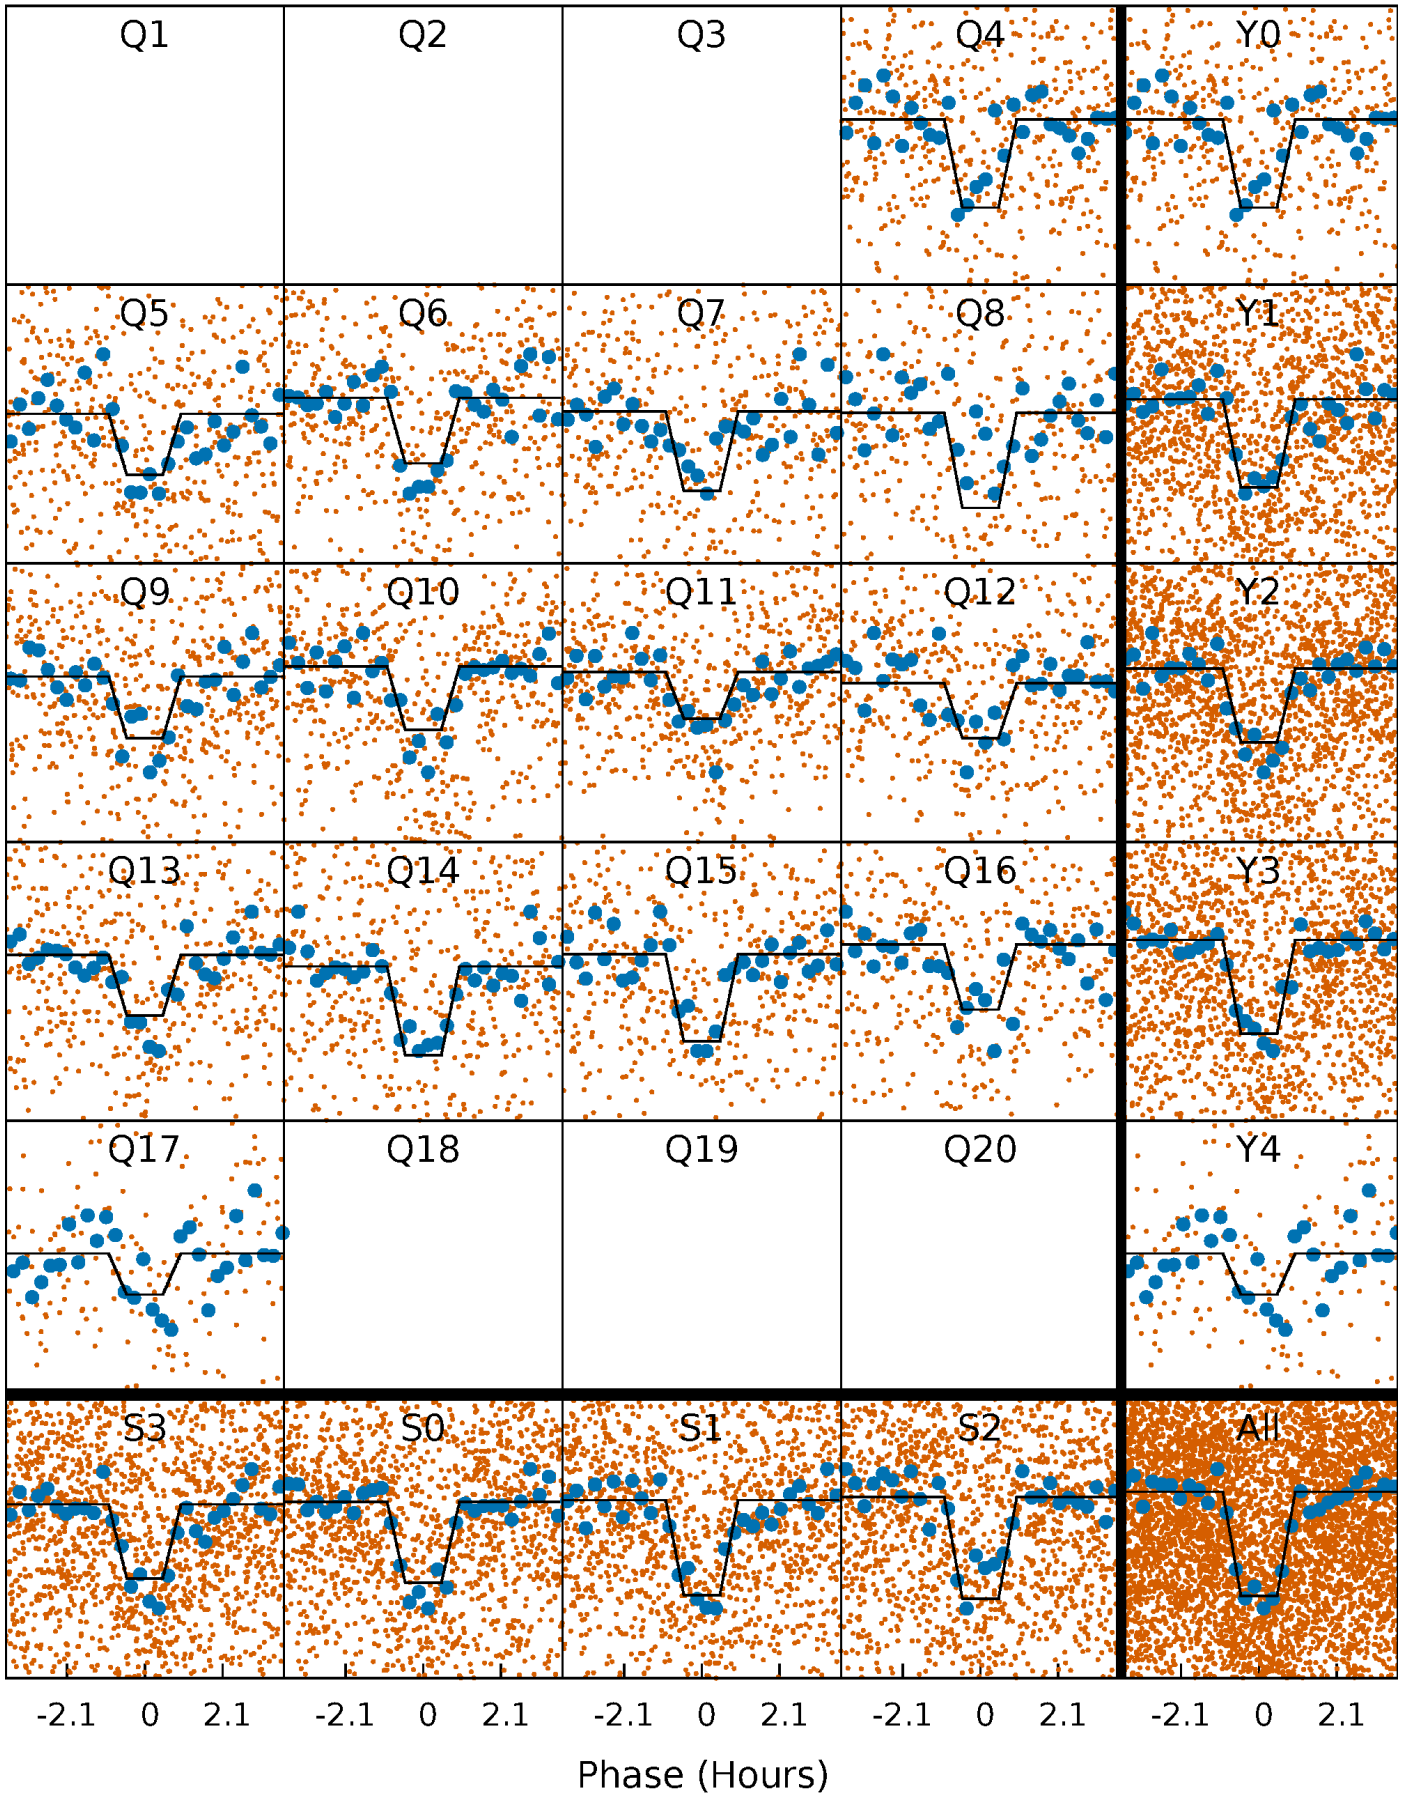 Q1 Q2 Q3 Q4 Y0
Q5 Q6 Q7 Q8 Y1
Q9 Q10 Q11 Q12 Y2
Q13 Q14 Q15 Q16 Y3
Q17 Q18 Q19 Q20 Y4
S3 S0 S1 S2 All
-2.1 0 2.1 -2.1 0 2.1 -2.1 0 2.1 -2.1 0 2.1 -2.1 0 2.1
Phase (Hours)